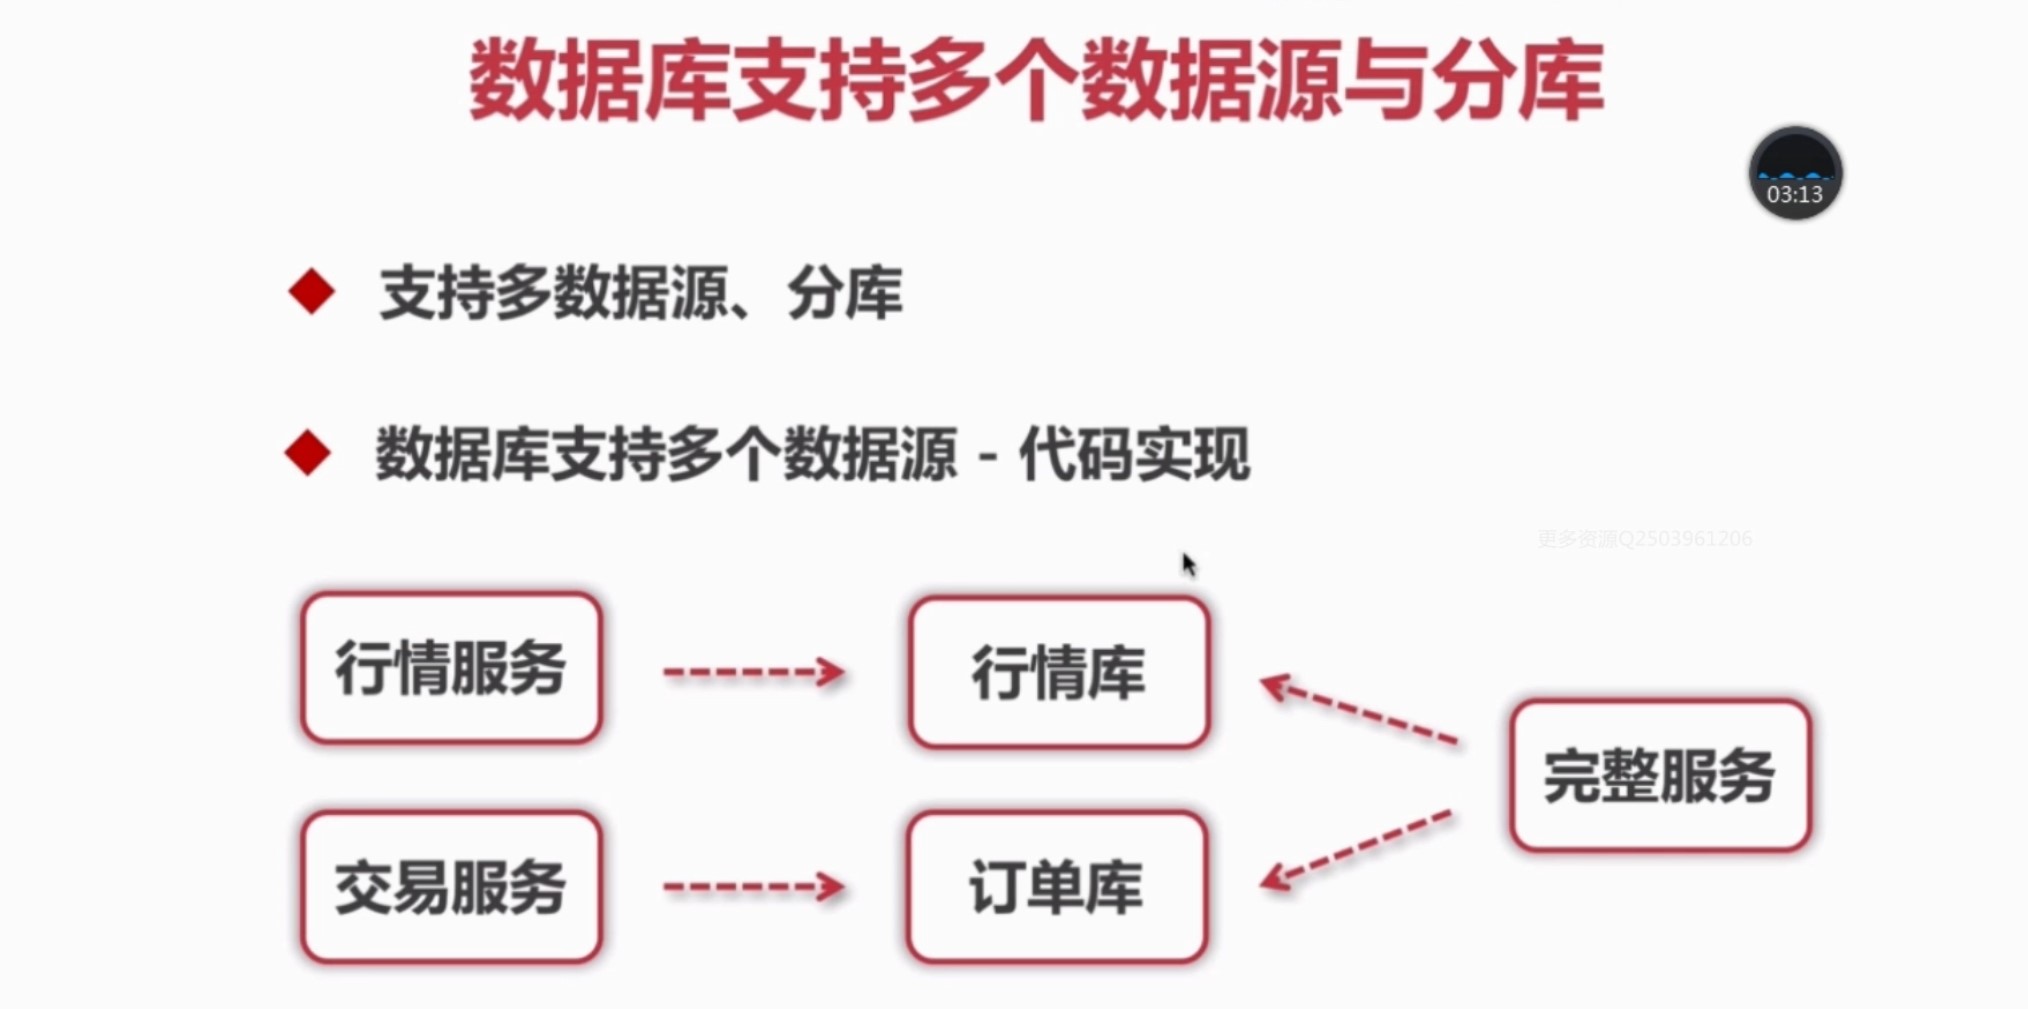 数据库支持多个数据源与分库
03:13
支持多数据源、分库
数据库支持多个数据源 - 代码实现
更多资源Q2503961206
行情服务
行情库
完整服务
交易服务
订单库